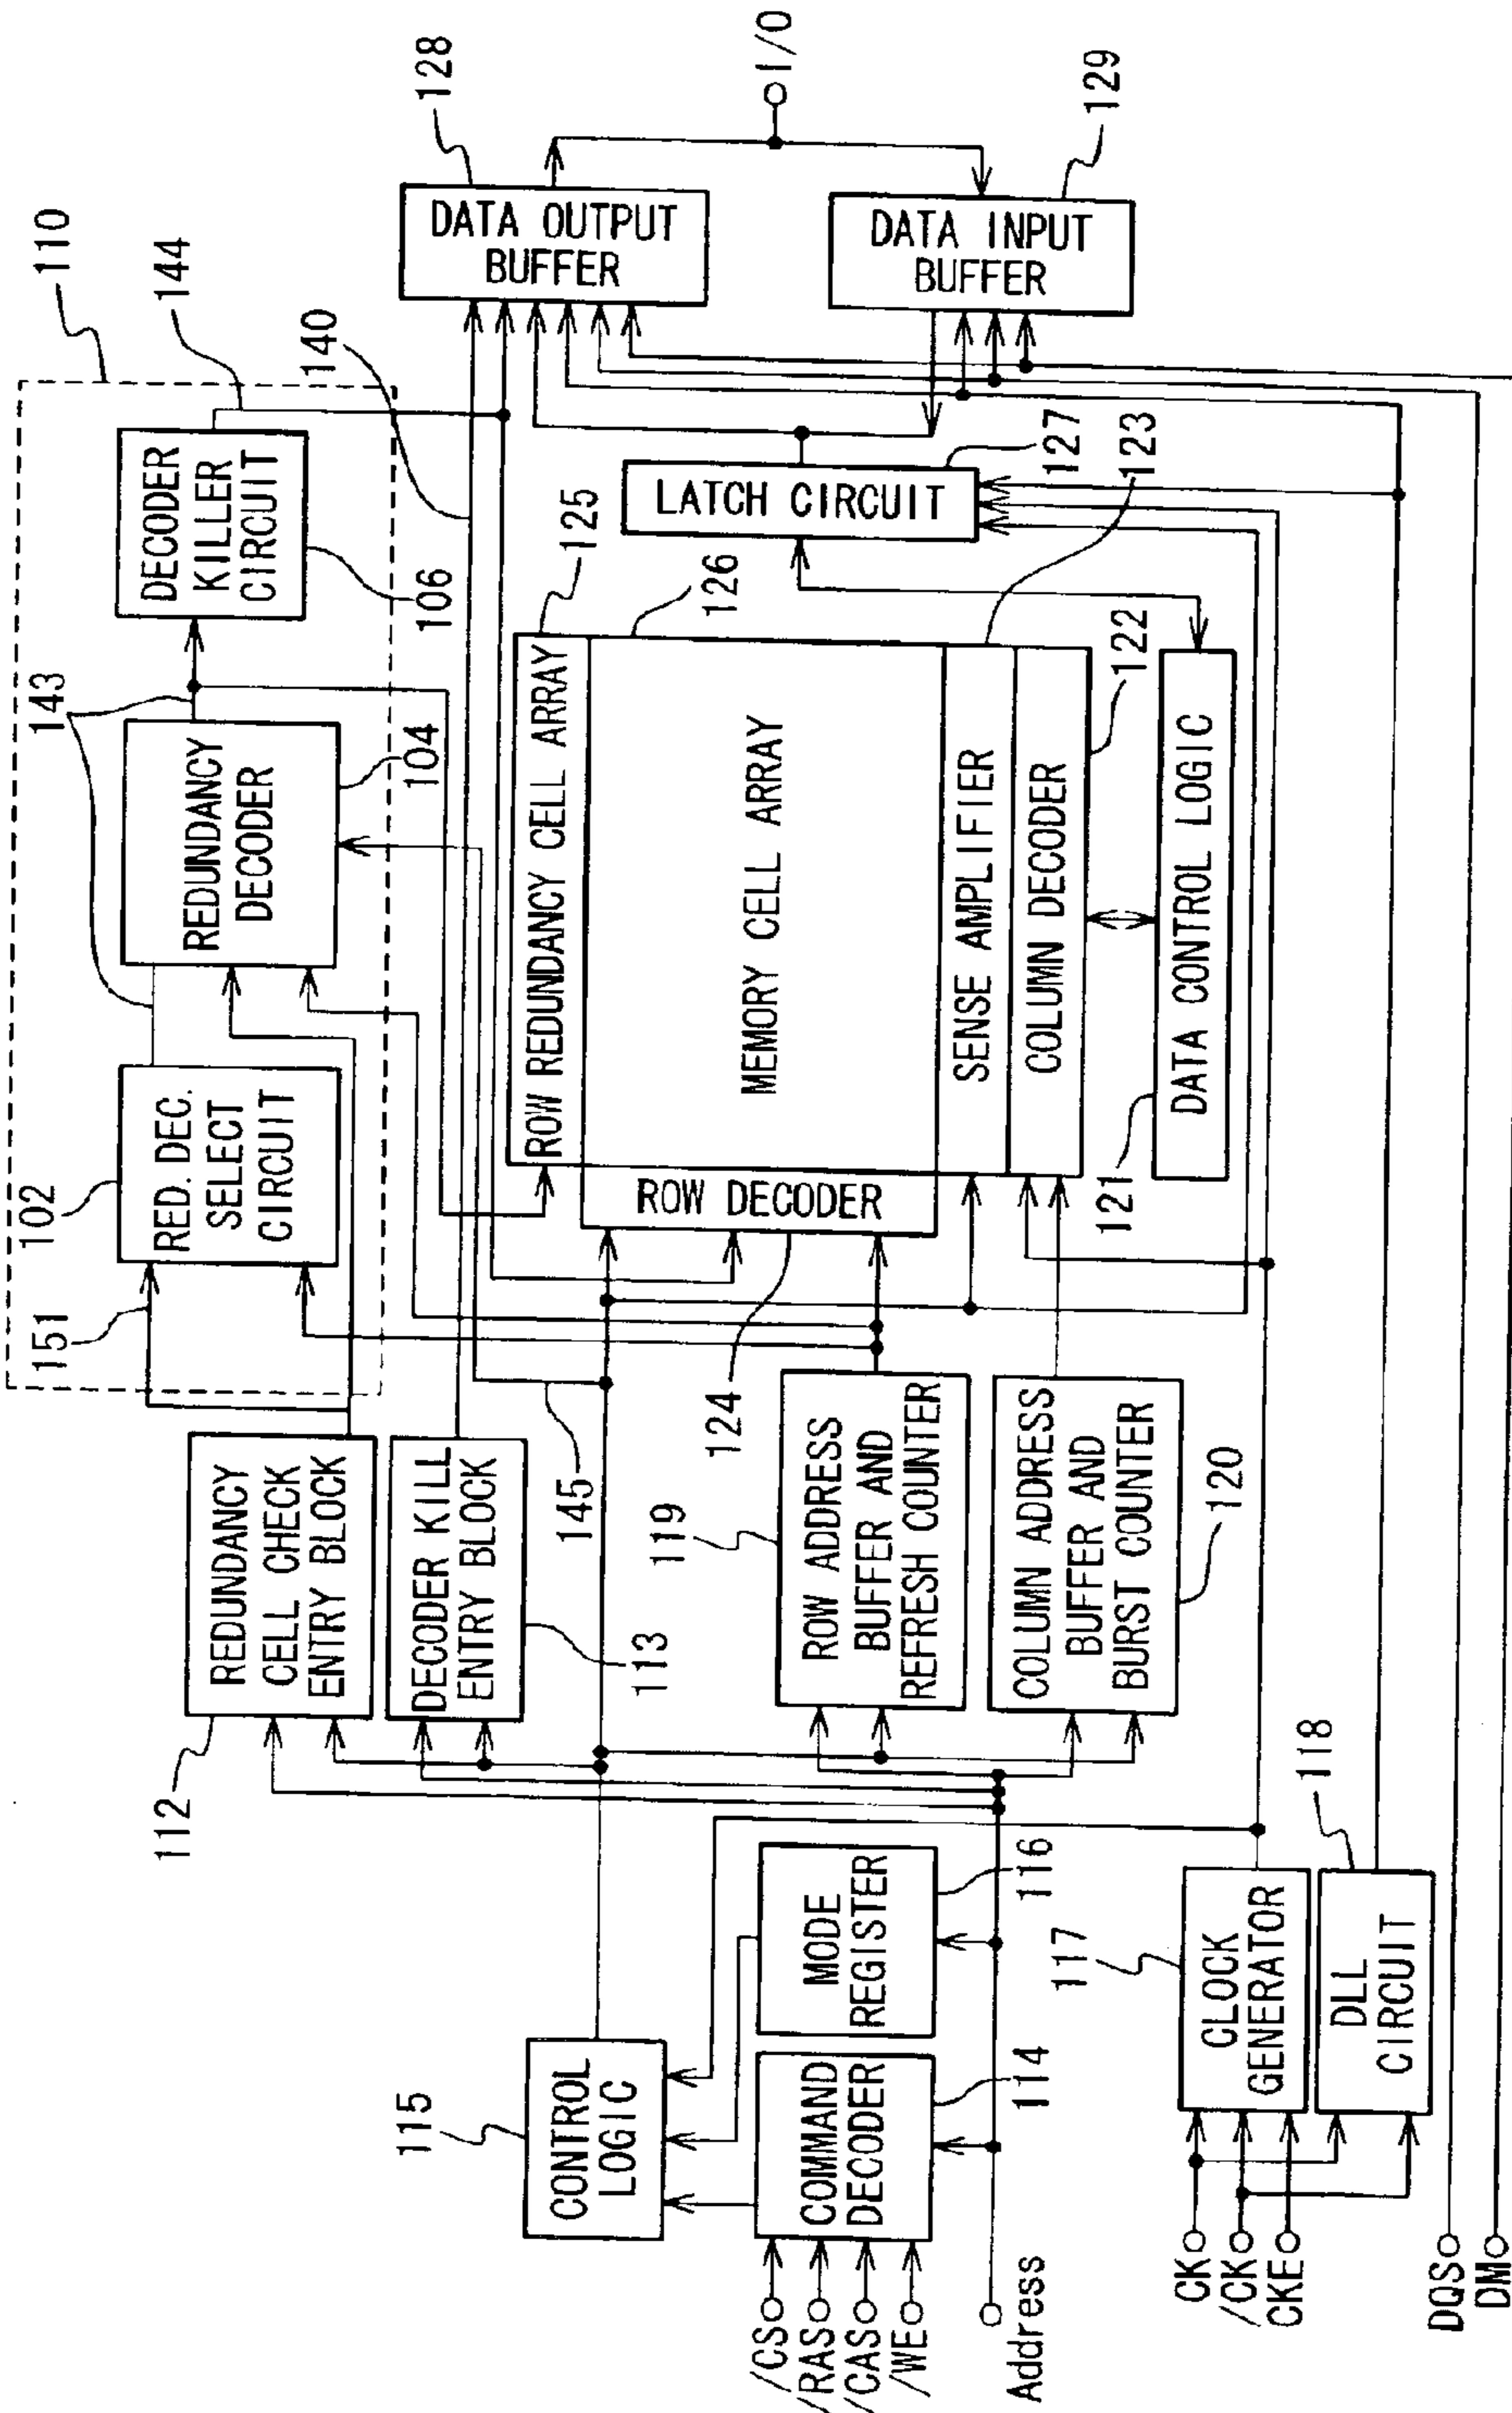 110
151
102
RED. DEC.
SELECT
CIRCUIT
143
REDUNDANCY
DECODER
104
DECODER
KILLER
CIRCUIT
106
144
140
112
REDUNDANCY
CELL CHECK
ENTRY BLOCK
DECODER KILL
ENTRY BLOCK
113
145
128
DATA OUTPUT
BUFFER
I/O
DATA INPUT
BUFFER
129
115
CONTROL
LOGIC
ROW REDUNDANCY CELL ARRAY
125
MEMORY CELL ARRAY
126
ROW DECODER
124
SENSE AMPLIFIER
123
COLUMN DECODER
122
LATCH CIRCUIT
127
121
DATA CONTROL LOGIC
119
ROW ADDRESS
BUFFER AND
REFRESH COUNTER
COLUMN ADDRESS
BUFFER AND
BURST COUNTER
120
/CS
/RAS
/CAS
/WE
COMMAND
DECODER
114
MODE
REGISTER
116
Address
117
CLOCK
GENERATOR
118
DLL
CIRCUIT
CK
/CK
CKE
DQS
DM